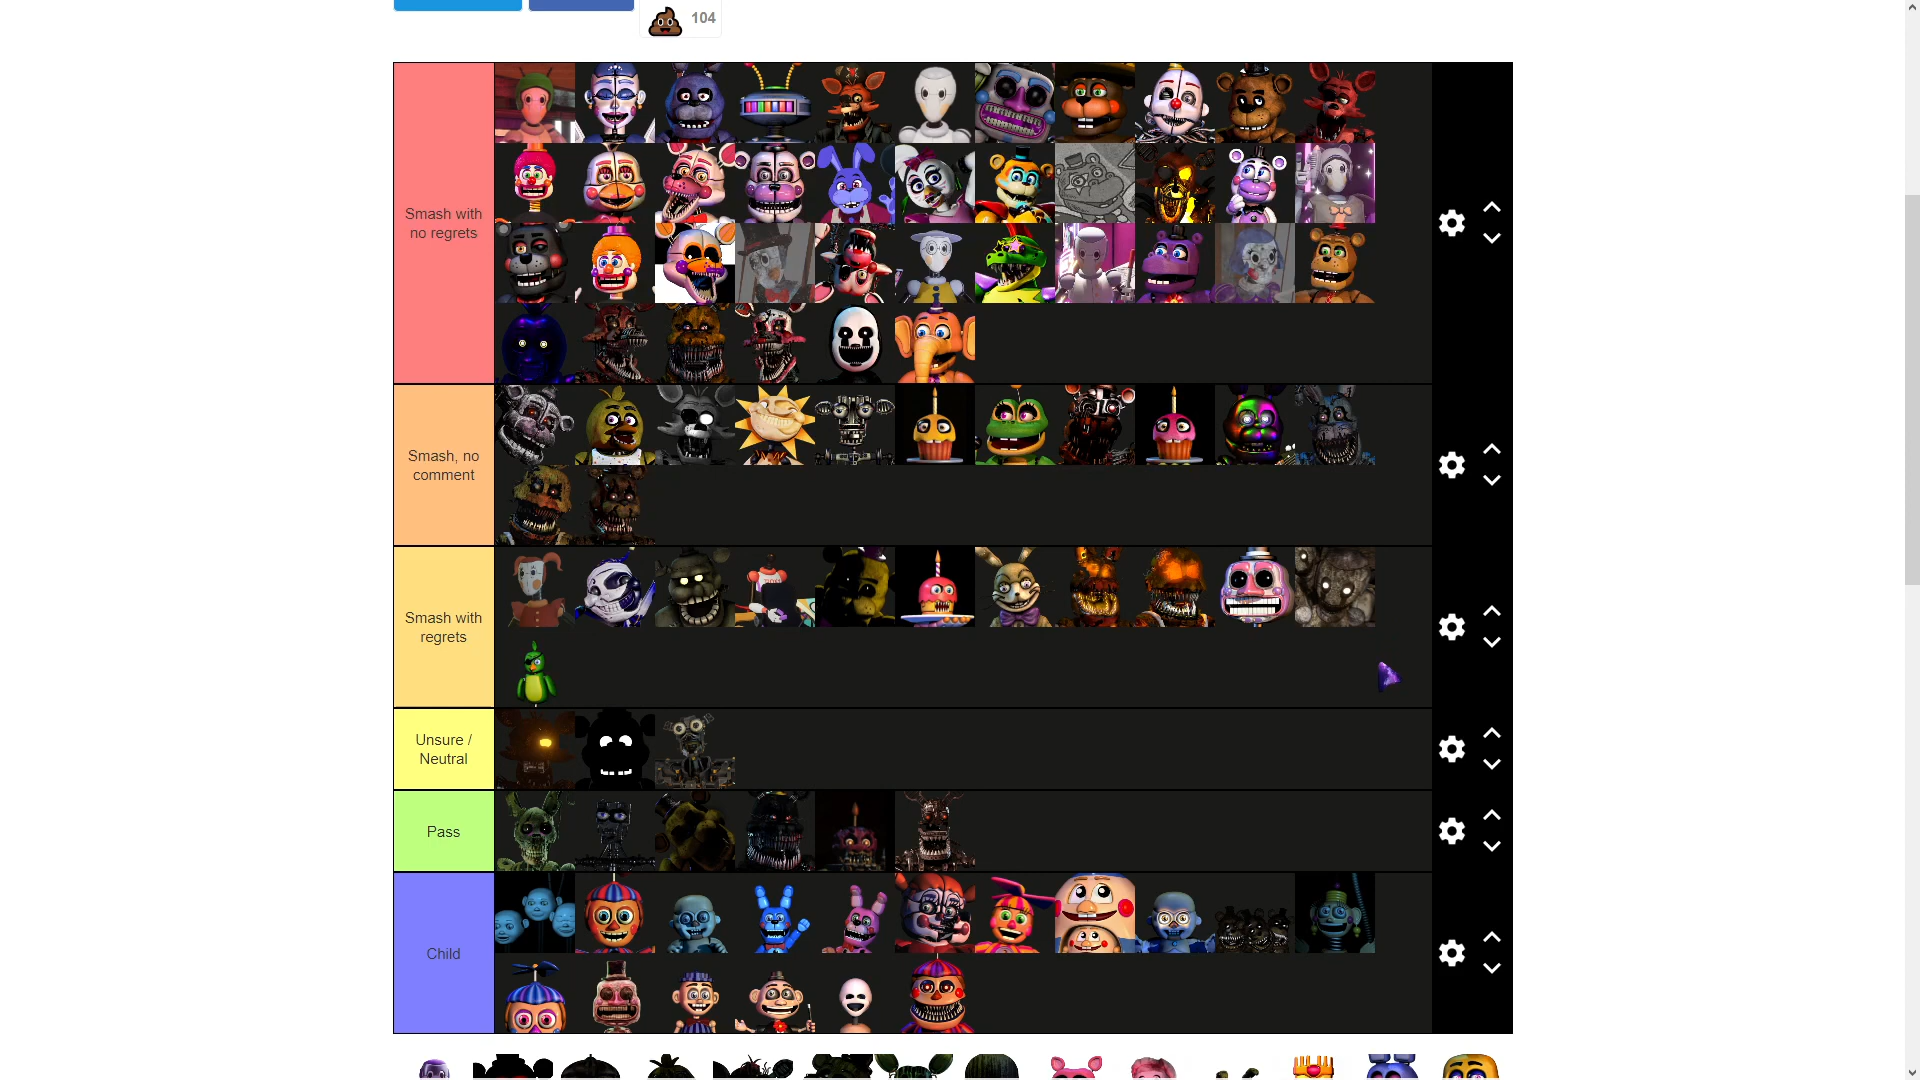 104
Smash with
no regrets
Smash, no
comment
Smash with
regrets
Unsure /
Neutral
Pass
Child